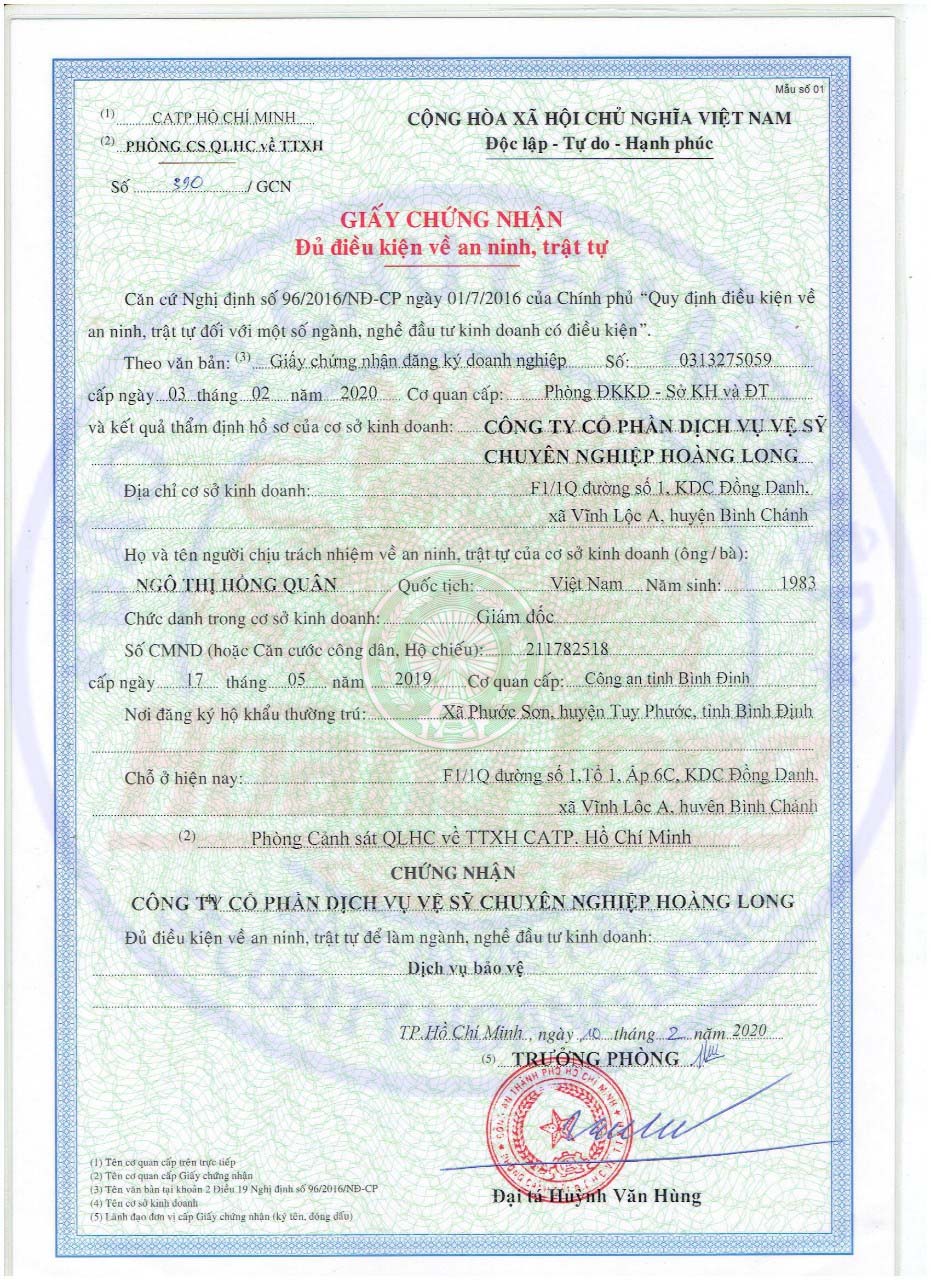 Mẫu số 01
(1) CATP HỒ CHÍ MINH
CỘNG HÒA XÃ HỘI CHỦ NGHĨA VIỆT NAM
(2) PHÒNG CS QLHC về TTXH
Độc lập - Tự do - Hạnh phúc
Số 390 / GCN
GIẤY CHỨNG NHẬN
Đủ điều kiện về an ninh, trật tự
Căn cứ Nghị định số 96/2016/NĐ-CP ngày 01/7/2016 của Chính phủ “Quy định điều kiện về
an ninh, trật tự đối với một số ngành, nghề đầu tư kinh doanh có điều kiện”.
Theo văn bản: (3) Giấy chứng nhận đăng ký doanh nghiệp Số: 0313275059
cấp ngày 03 tháng 02 năm 2020 Cơ quan cấp: Phòng ĐKKD - Sở KH và ĐT
và kết quả thẩm định hồ sơ của cơ sở kinh doanh: CÔNG TY CỔ PHẦN DỊCH VỤ VỆ SỸ
CHUYÊN NGHIỆP HOÀNG LONG
Địa chỉ cơ sở kinh doanh: F1/1Q đường số 1, KDC Đồng Danh,
xã Vĩnh Lộc A, huyện Bình Chánh
Họ và tên người chịu trách nhiệm về an ninh, trật tự của cơ sở kinh doanh (ông/bà):
NGÔ THỊ HỒNG QUÂN Quốc tịch: Việt Nam Năm sinh: 1983
Chức danh trong cơ sở kinh doanh: Giám đốc
Số CMND (hoặc Căn cước công dân, Hộ chiếu): 211782518
cấp ngày 17 tháng 05 năm 2019 Cơ quan cấp: Công an tỉnh Bình Định
Nơi đăng ký hộ khẩu thường trú: Xã Phước Sơn, huyện Tuy Phước, tỉnh Bình Định
Chỗ ở hiện nay: F1/1Q đường số 1,Tổ 1, Ấp 6C, KDC Đồng Danh,
xã Vĩnh Lộc A, huyện Bình Chánh
(2) Phòng Cảnh sát QLHC về TTXH CATP. Hồ Chí Minh
CHỨNG NHẬN
(4) CÔNG TY CỔ PHẦN DỊCH VỤ VỆ SỸ CHUYÊN NGHIỆP HOÀNG LONG
Đủ điều kiện về an ninh, trật tự để làm ngành, nghề đầu tư kinh doanh:
Dịch vụ bảo vệ
TP.Hồ Chí Minh, ngày 10 tháng 2 năm 2020
(5) TRƯỞNG PHÒNG
Đại tá Huỳnh Văn Hùng
(1) Tên cơ quan cấp trên trực tiếp
(2) Tên cơ quan cấp Giấy chứng nhận
(3) Tên văn bản tại khoản 2 Điều 19 Nghị định số 96/2016/NĐ-CP
(4) Tên cơ sở kinh doanh
(5) Lãnh đạo đơn vị cấp Giấy chứng nhận (ký tên, đóng dấu)